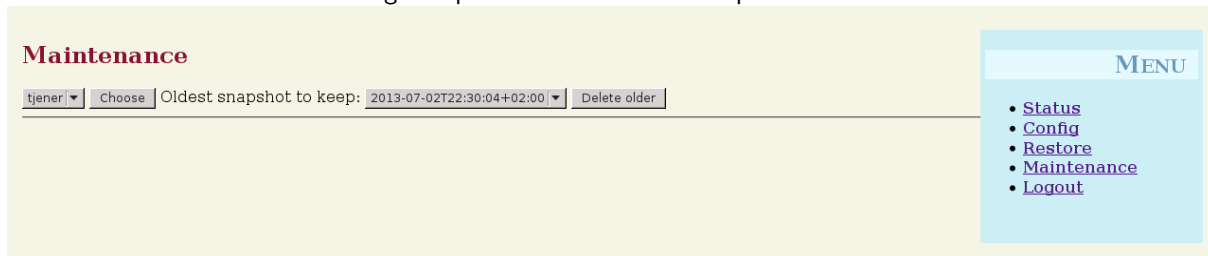 Maintenance
tjener Choose Oldest snapshot to keep: 2013-07-02T22:30:04+02:00 Delete older
MENU
Status
Config
Restore
Maintenance
Logout